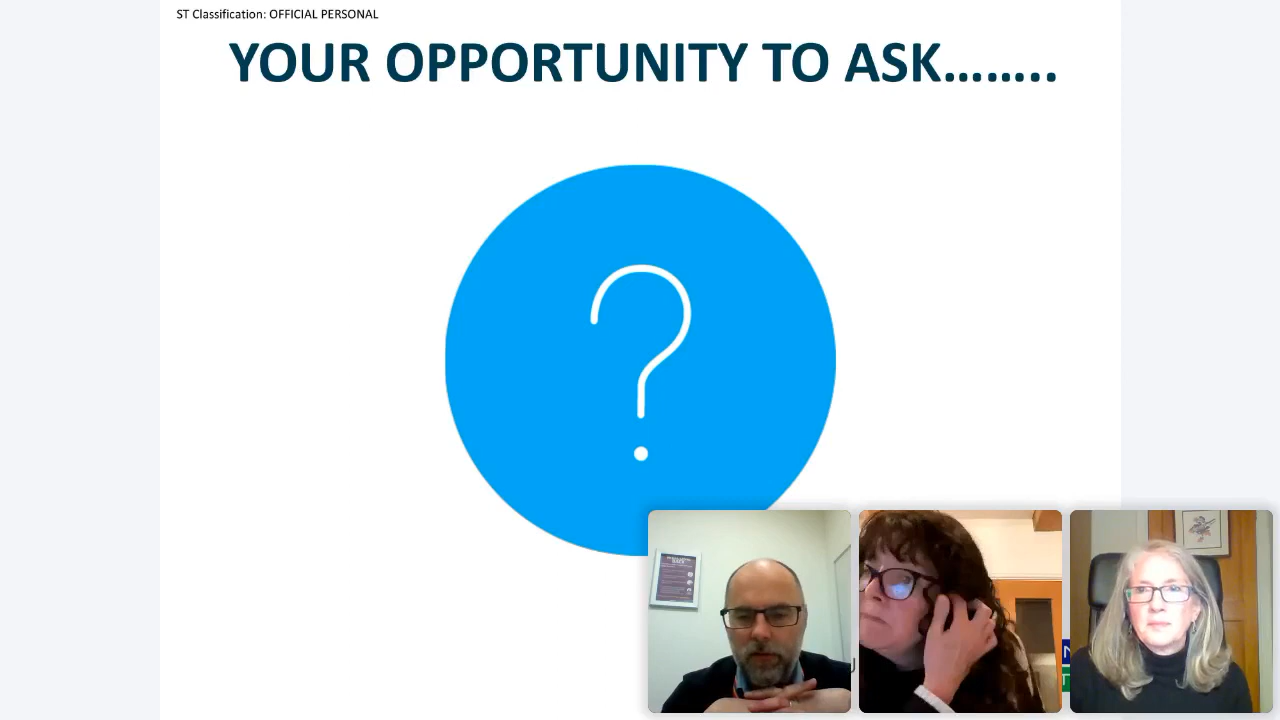 ST Classification: OFFICIAL PERSONAL
YOUR OPPORTUNITY TO ASK........
?